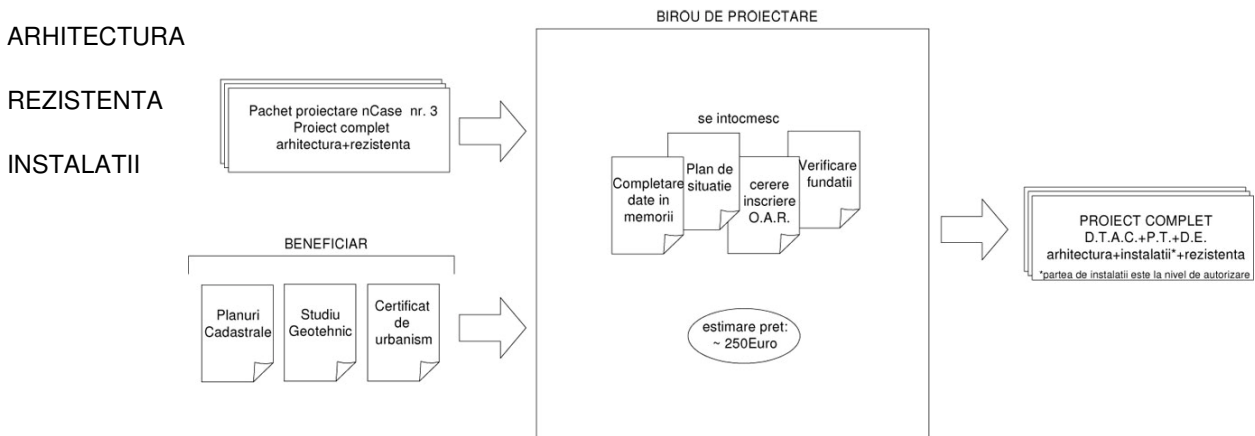 ARHITECTURA
REZISTENTA
INSTALATII
Pachet proiectare nCase nr. 3
Proiect complet
arhitectura+rezistenta
BENEFICIAR
Planuri
Cadastrale
Studiu
Geotehnic
Certificat
de
urbanism
BIROU DE PROIECTARE
se intocmesc
Completare
date in
memorii
Plan de
situatie
cerere
inscriere
O.A.R.
Verificare
fundatii
estimare pret:
~ 250Euro
PROIECT COMPLET
D.T.A.C.+P.T.+D.E.
arhitectura+instalatii*+rezistenta
*partea de instalatii este la nivel de autorizare